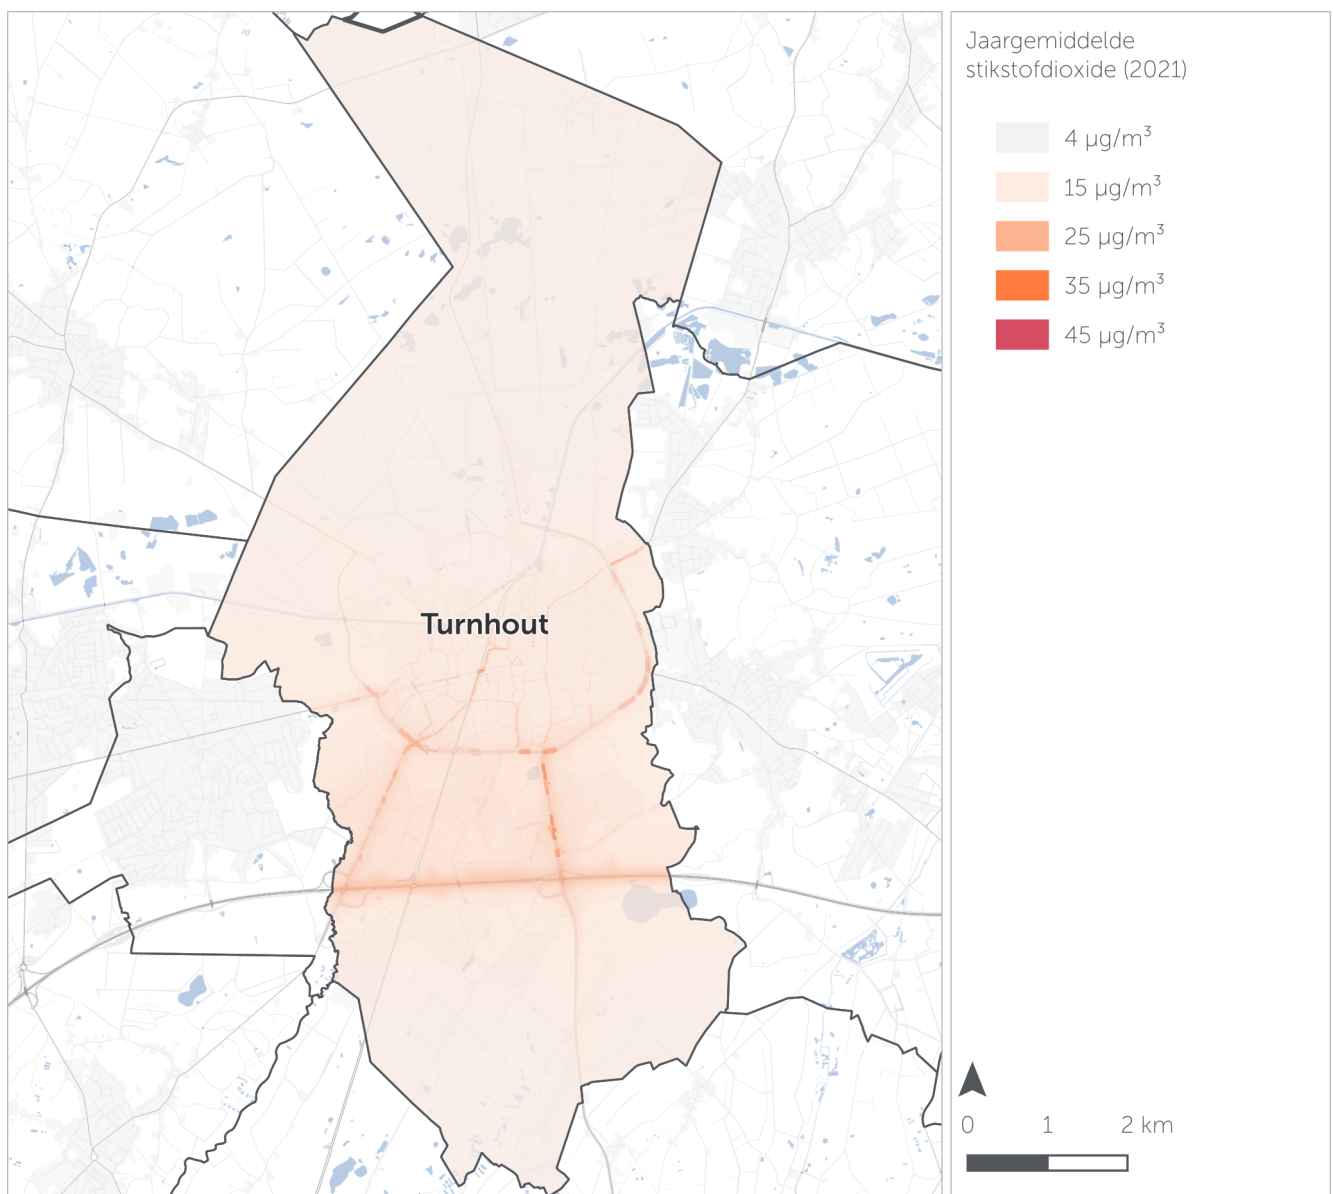 Jaargemiddelde
stikstofdioxide (2021)
4 µg/m³
15 µg/m³
25 µg/m³
35 µg/m³
45 µg/m³
Turnhout
0 1 2 km